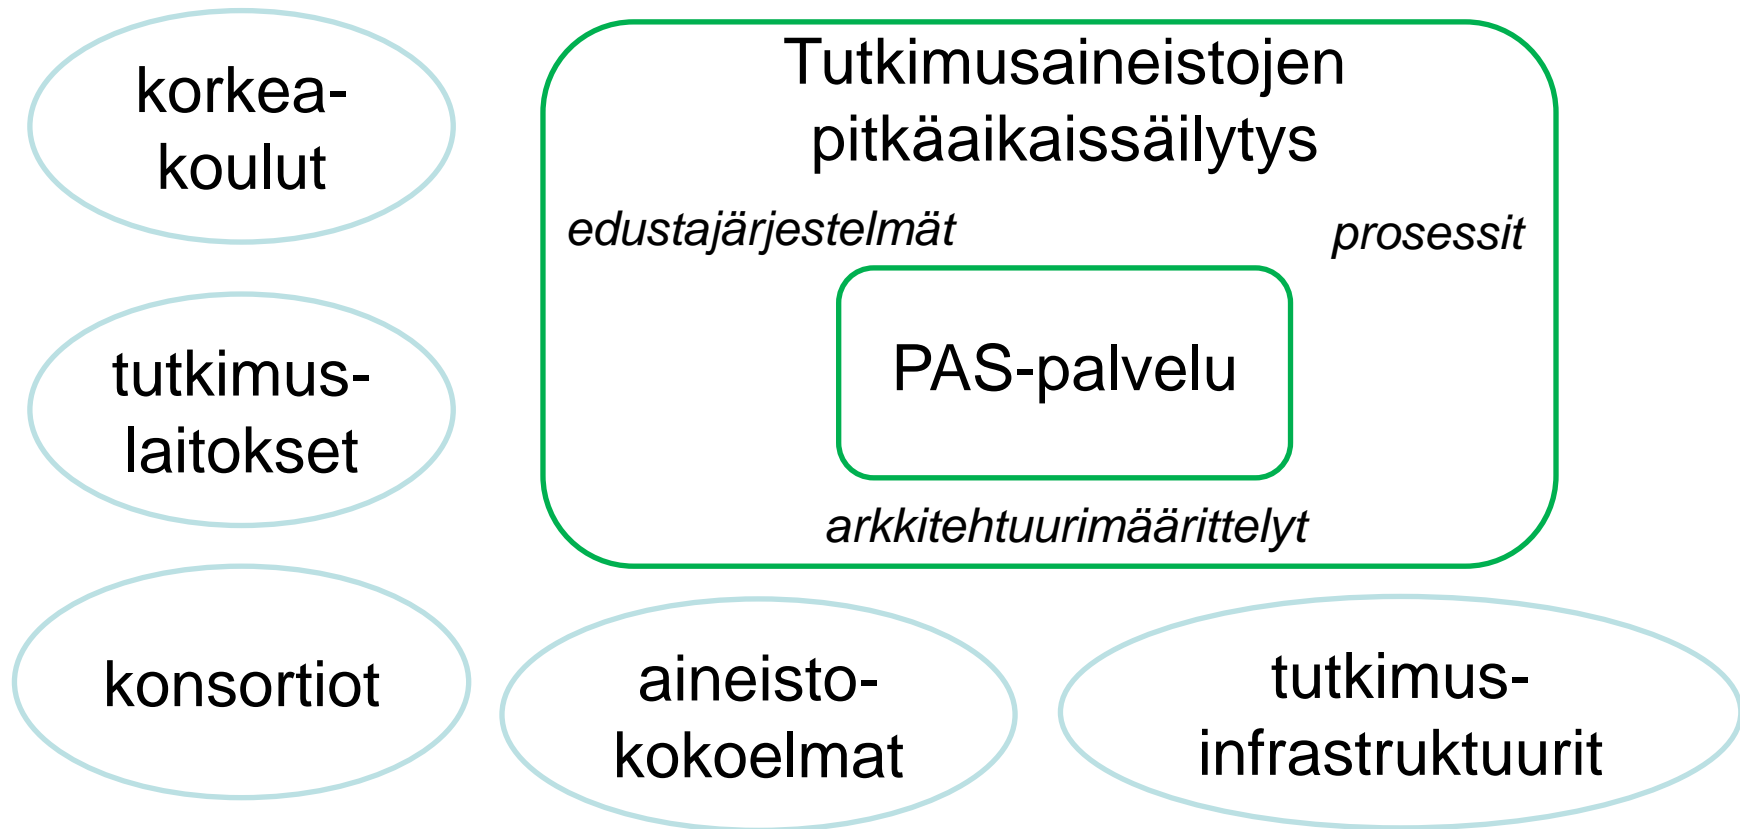 korkea-
koulut
Tutkimusaineistojen
pitkäaikaissäilytys
edustajärjestelmät
prosessit
tutkimus-
laitokset
PAS-palvelu
arkkitehtuurimäärittelyt
konsortiot
aineisto-
kokoelmat
tutkimus-
infrastruktuurit